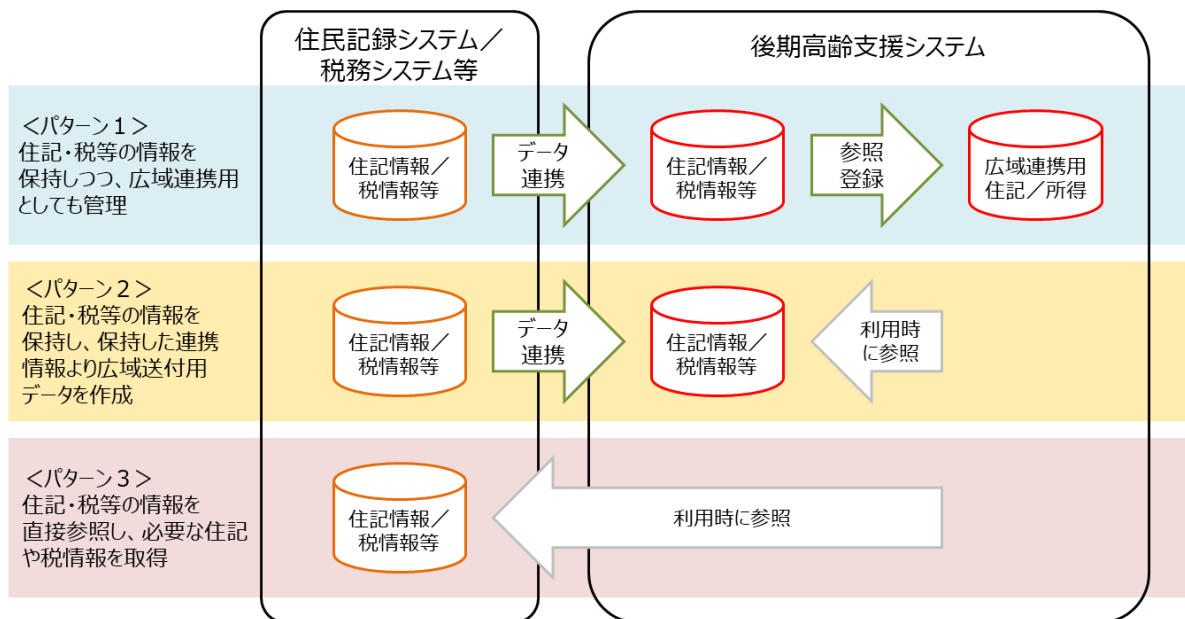 住民記録システム／
税務システム等
後期高齢支援システム
＜パターン１＞
住記・税等の情報を
保持しつつ、広域連携用
としても管理
住記情報／
税情報等
データ
連携
住記情報／
税情報等
参照
登録
広域連携用
住記／所得
＜パターン２＞
住記・税等の情報を
保持し、保持した連携
情報より広域送付用
データを作成
住記情報／
税情報等
データ
連携
住記情報／
税情報等
利用時
に参照
＜パターン３＞
住記・税等の情報を
直接参照し、必要な住記
や税情報を取得
住記情報／
税情報等
利用時に参照